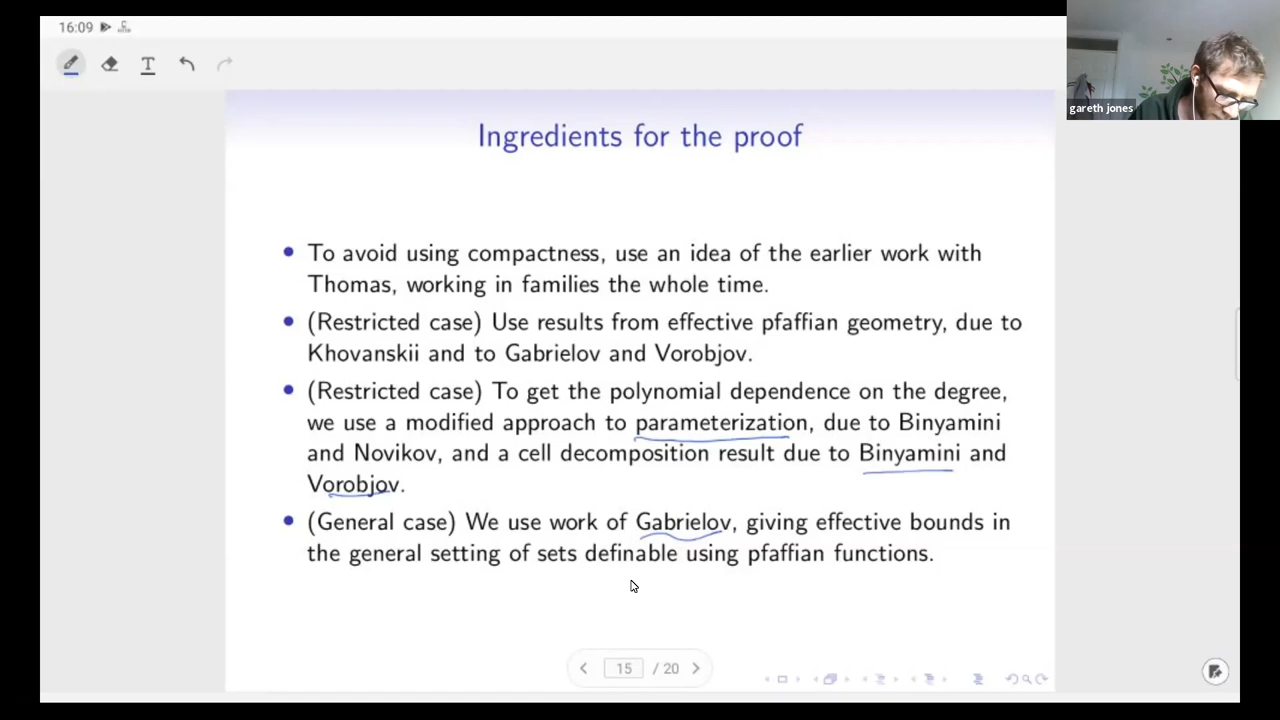 16:09
gareth jones
Ingredients for the proof
• To avoid using compactness, use an idea of the earlier work with
Thomas, working in families the whole time.
• (Restricted case) Use results from effective pfaffian geometry, due to
Khovanskii and to Gabrielov and Vorobjov.
• (Restricted case) To get the polynomial dependence on the degree,
we use a modified approach to parameterization, due to Binyamini
and Novikov, and a cell decomposition result due to Binyamini and
Vorobjov.
• (General case) We use work of Gabrielov, giving effective bounds in
the general setting of sets definable using pfaffian functions.
15 / 20